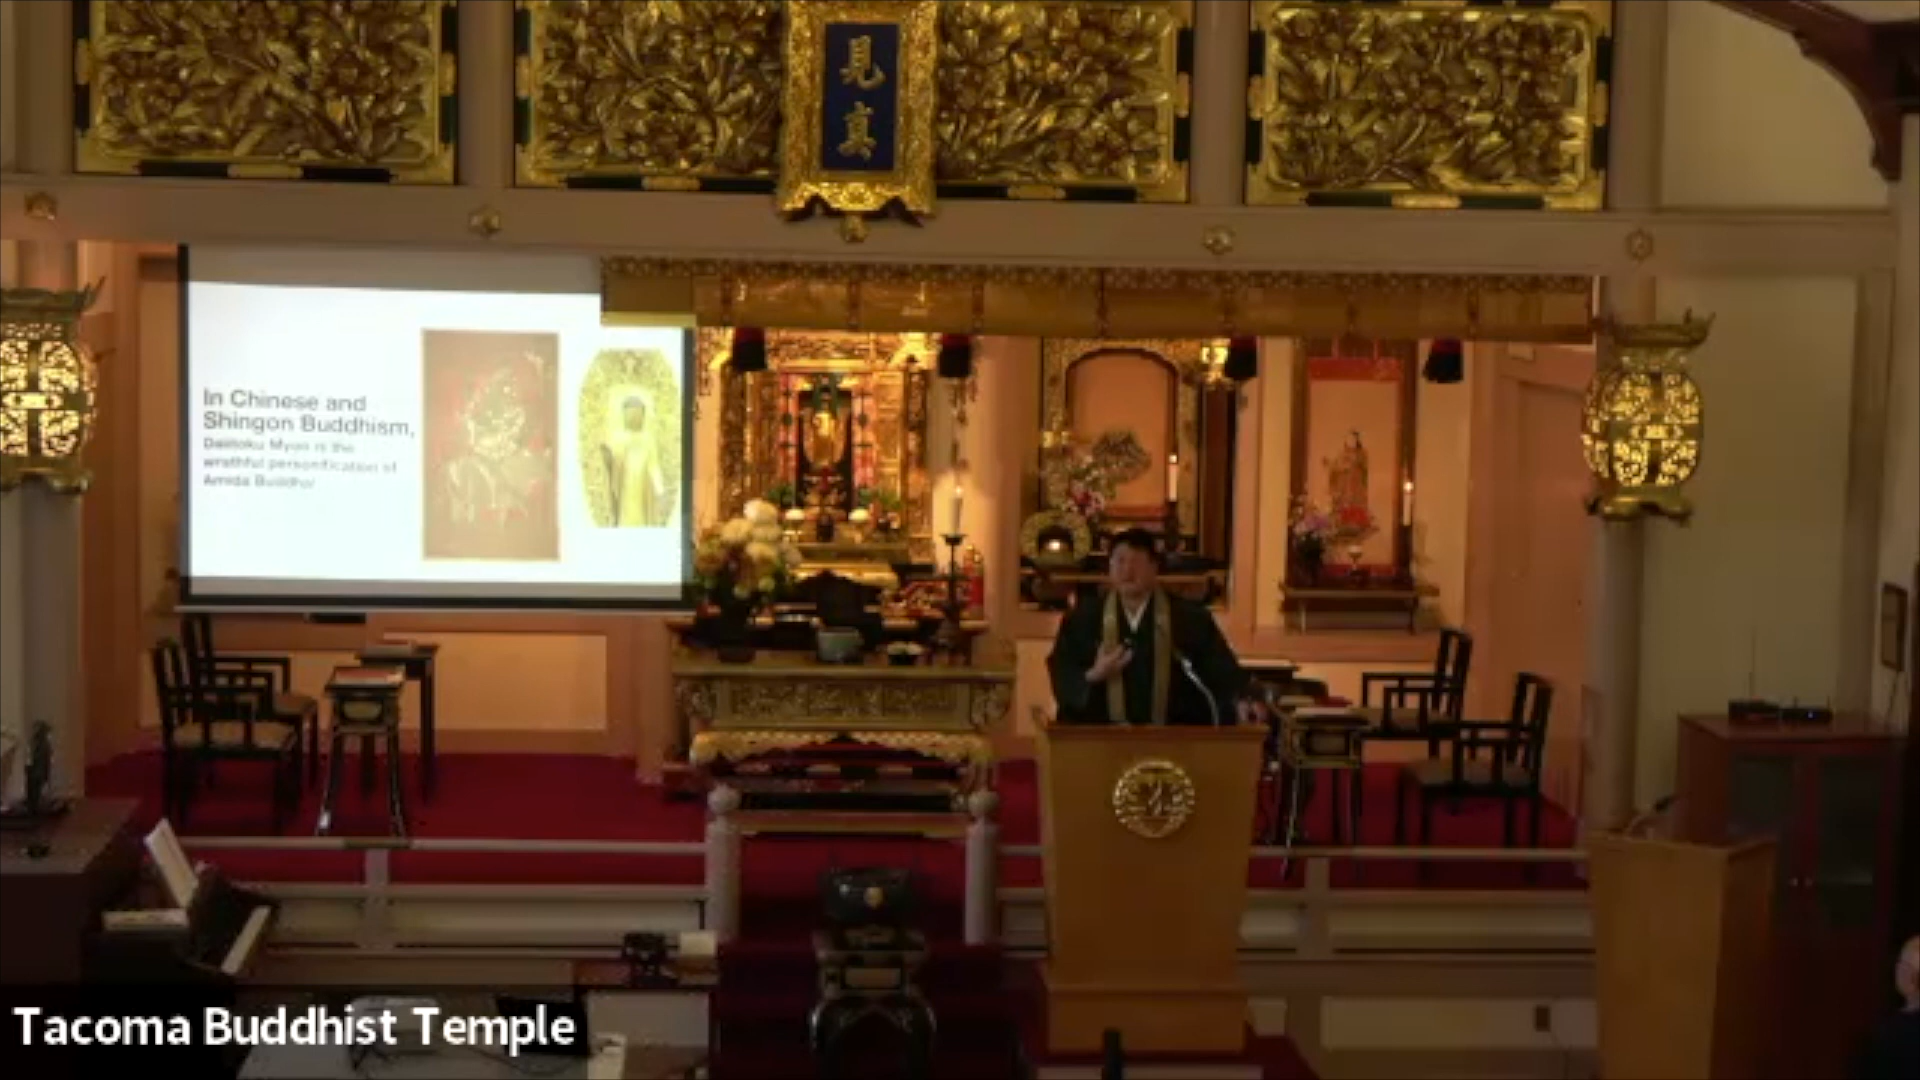 見
真
In Chinese and
Shingon Buddhism,
Daiitoku Myoo is the
wrathful personification of
Amida Buddha!
Tacoma Buddhist Temple